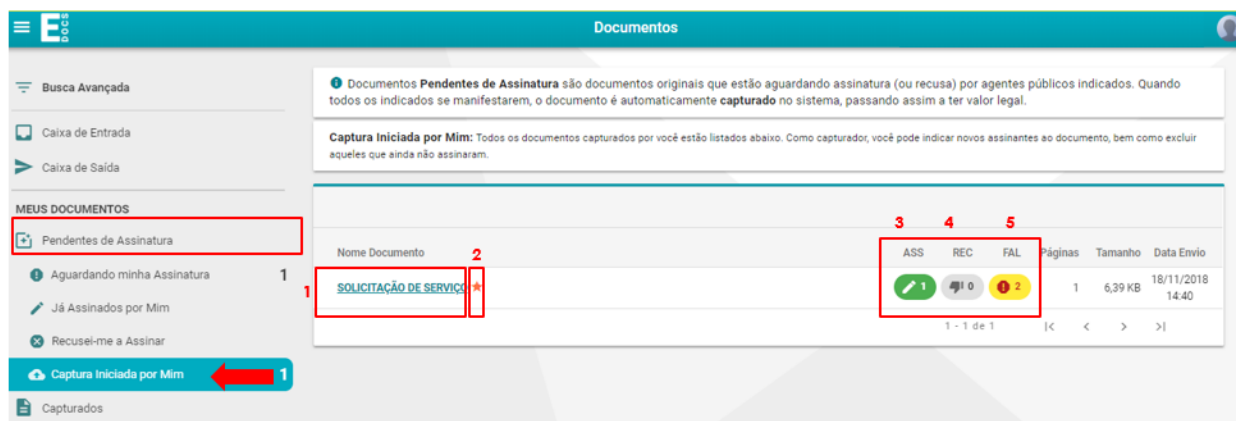 E DOCS
Documentos
Busca Avançada
Caixa de Entrada
Caixa de Saída
MEUS DOCUMENTOS
Pendentes de Assinatura
Aguardando minha Assinatura 1
Já Assinados por Mim
Recusei-me a Assinar
Captura Iniciada por Mim 1
Capturados
Documentos Pendentes de Assinatura são documentos originais que estão aguardando assinatura (ou recusa) por agentes públicos indicados. Quando
todos os indicados se manifestarem, o documento é automaticamente capturado no sistema, passando assim a ter valor legal.
Captura Iniciada por Mim: Todos os documentos capturados por você estão listados abaixo. Como capturador, você pode indicar novos assinantes ao documento, bem como excluir
aqueles que ainda não assinaram.
3 4 5
Nome Documento 2 ASS REC FAL Páginas Tamanho Data Envio
1 SOLICITAÇÃO DE SERVIÇO 1 0 2 1 6,39 KB 18/11/2018
14:40
1 - 1 de 1 |< < > >|